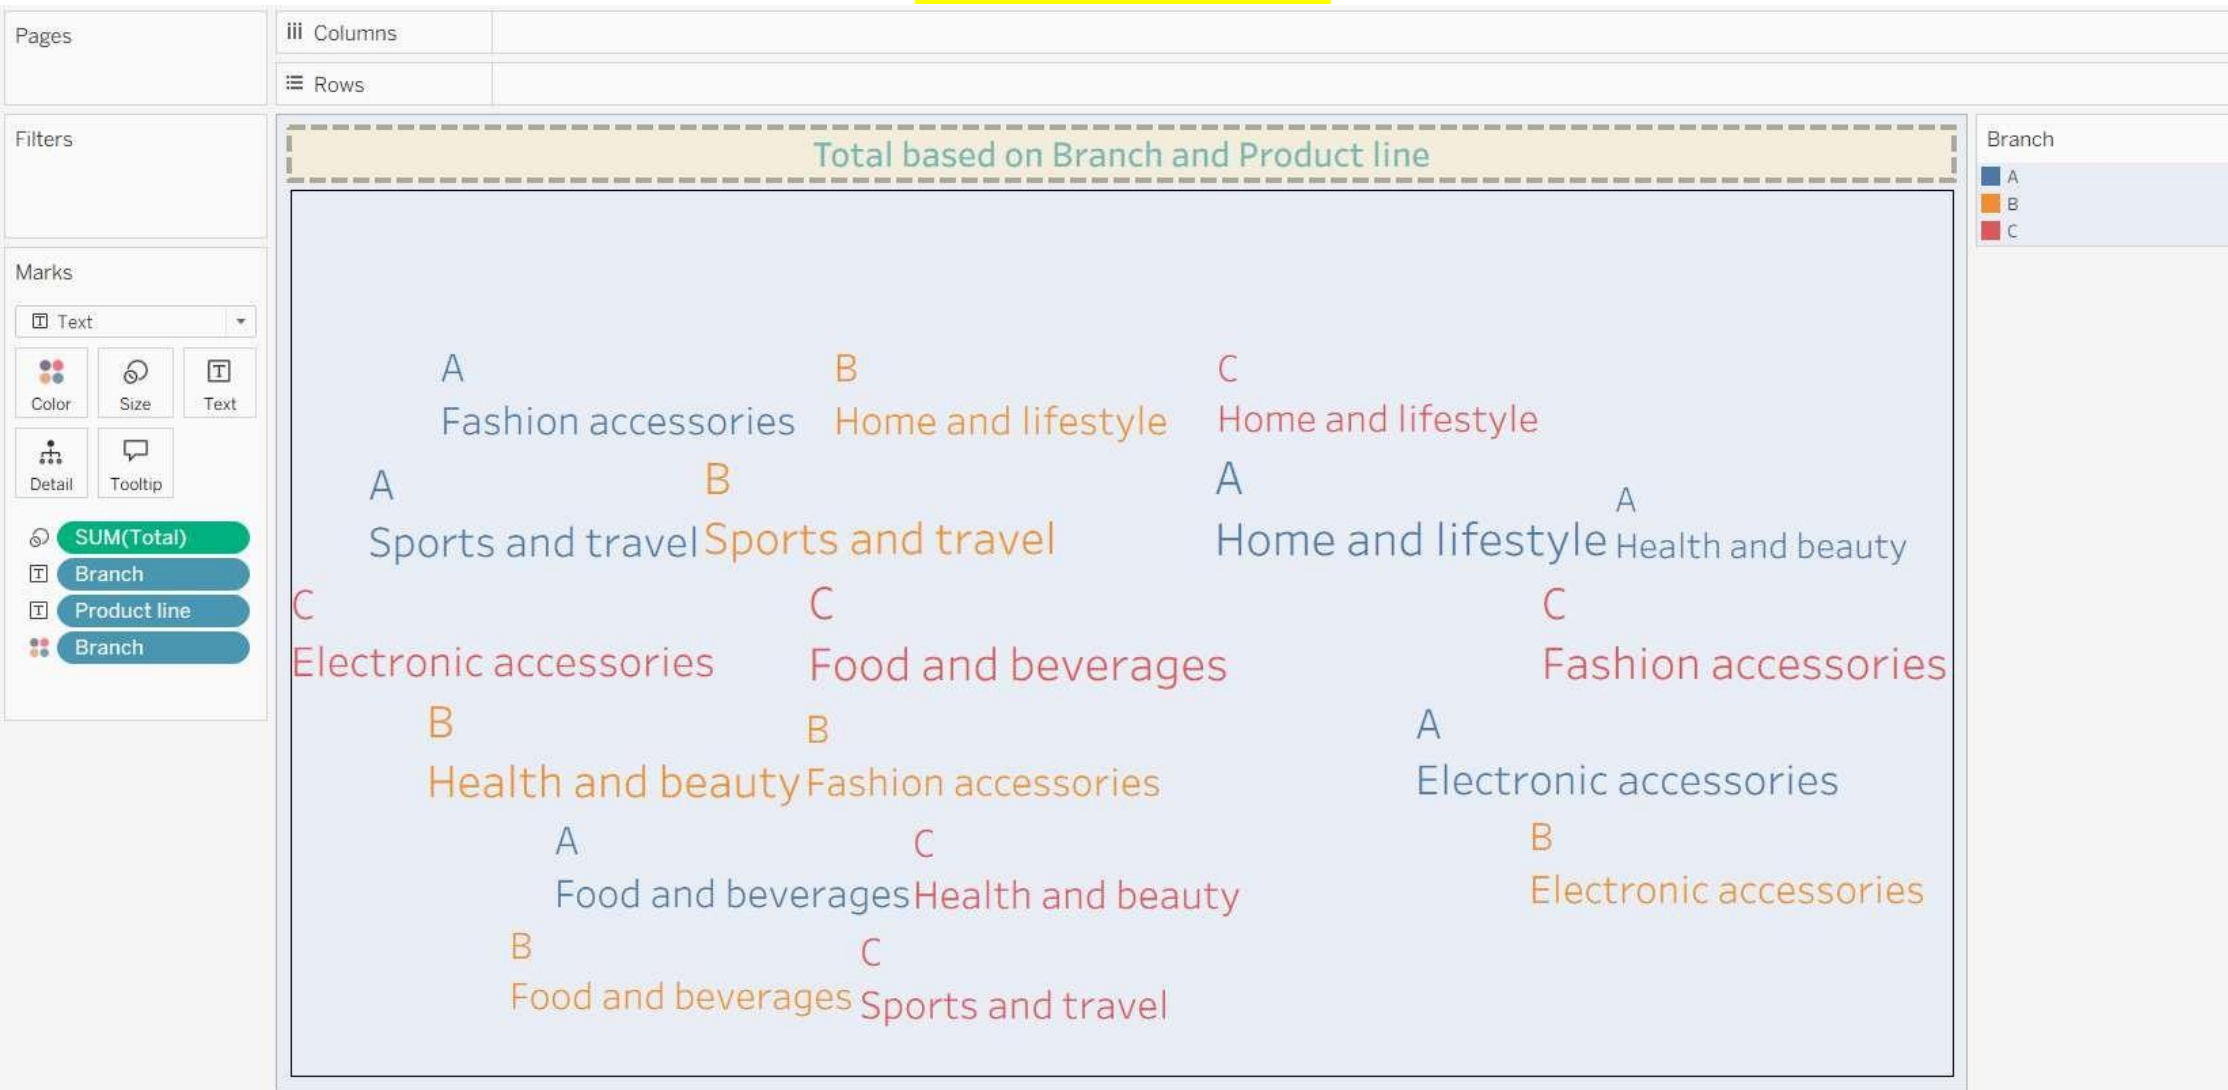 Pages
Columns
Rows
Filters
Total based on Branch and Product line
Branch
A
B
C
Marks
Text
Color Size Text
Detail Tooltip
SUM(Total)
Branch
Product line
Branch
A B C
Fashion accessories Home and lifestyle Home and lifestyle
A B A A
Sports and travel Sports and travel Home and lifestyle Health and beauty
C C C
Electronic accessories Food and beverages Fashion accessories
B B A
Health and beauty Fashion accessories Electronic accessories
A C B
Food and beverages Health and beauty Electronic accessories
B C
Food and beverages Sports and travel